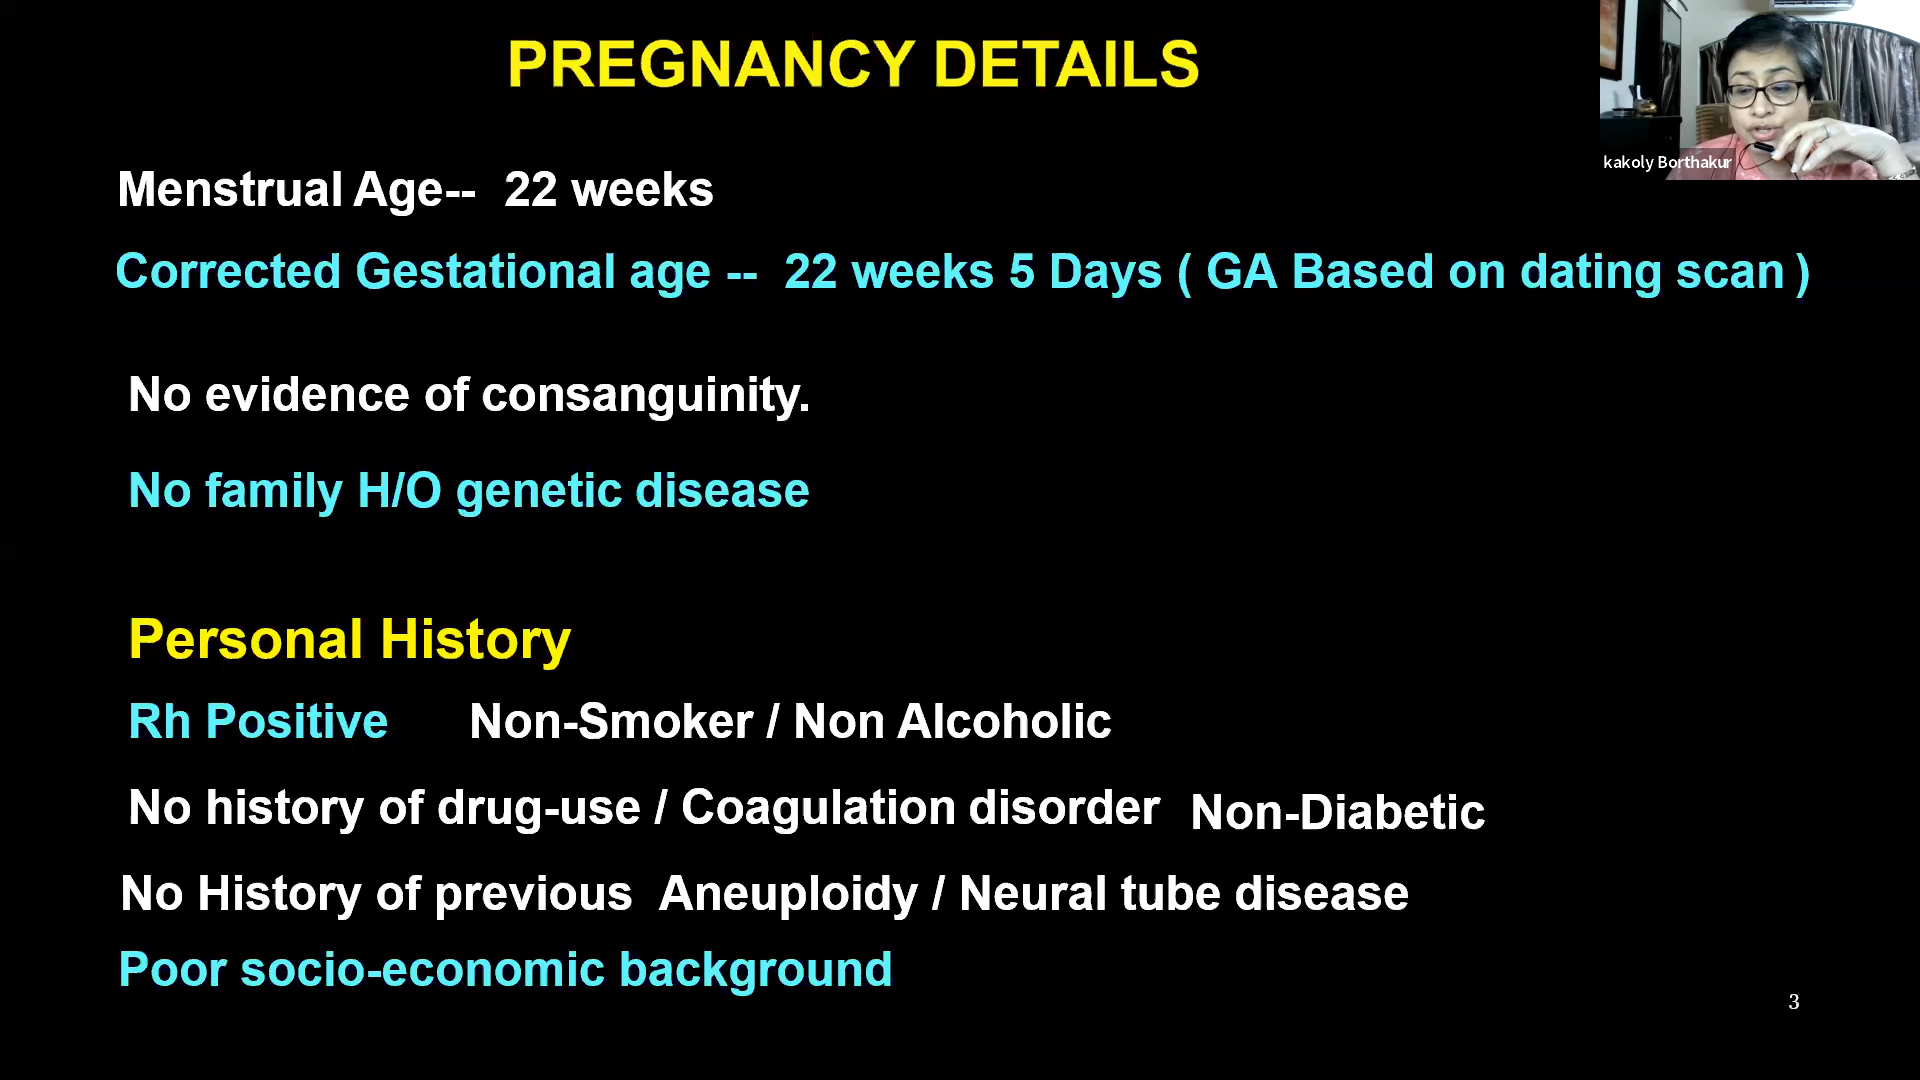 PREGNANCY DETAILS
kakoly Borthakur
Menstrual Age-- 22 weeks
Corrected Gestational age -- 22 weeks 5 Days ( GA Based on dating scan )
No evidence of consanguinity.
No family H/O genetic disease
Personal History
Rh Positive Non-Smoker / Non Alcoholic
No history of drug-use / Coagulation disorder Non-Diabetic
No History of previous Aneuploidy / Neural tube disease
Poor socio-economic background
3